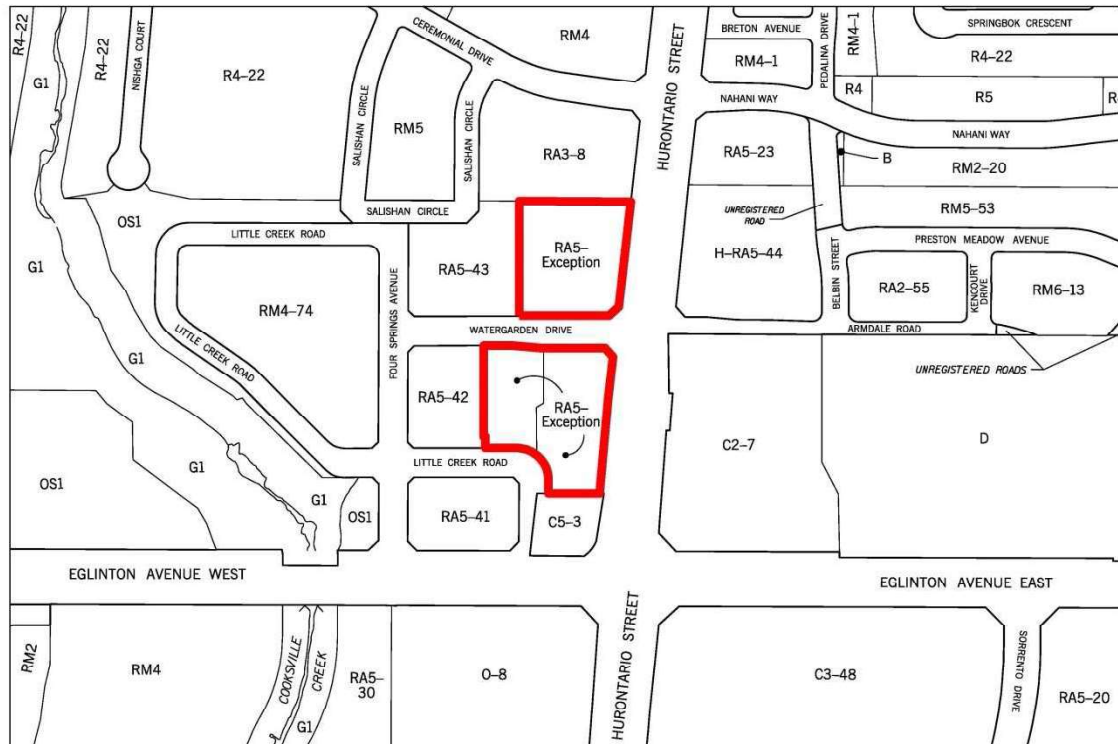 R4–22
G1
R4–22
NISHGA COURT
R4–22
CEREMONIAL DRIVE
RM4
HURONTARIO STREET
BRETON AVENUE
RM4–1
PEDALINA DRIVE
RM4–1
SPRINGBOK CRESCENT
R4–22
R4
R5
R
NAHANI WAY
NAHANI WAY
SALISHAN CIRCLE
RM5
SALISHAN CIRCLE
SALISHAN CIRCLE
RA3–8
RA5–23
B
RM2–20
UNREGISTERED
ROAD
RM5–53
PRESTON MEADOW AVENUE
OS1
LITTLE CREEK ROAD
RA5–43
RA5–
Exception
H–RA5–44
BELBIN STREET
RA2–55
KENCOURT
DRIVE
RM6–13
G1
RM4–74
FOUR SPRINGS AVENUE
WATERGARDEN DRIVE
ARMDALE ROAD
UNREGISTERED ROADS
LITTLE CREEK ROAD
G1
RA5–42
RA5–
Exception
C2–7
D
OS1
G1
G1
OS1
LITTLE CREEK ROAD
RA5–41
C5–3
EGLINTON AVENUE WEST
EGLINTON AVENUE EAST
RM2
RM4
COOKSVILLE
CREEK
G1
RA5–
30
O–8
HURONTARIO STREET
C3–48
SORRENTO DRIVE
RA5–20